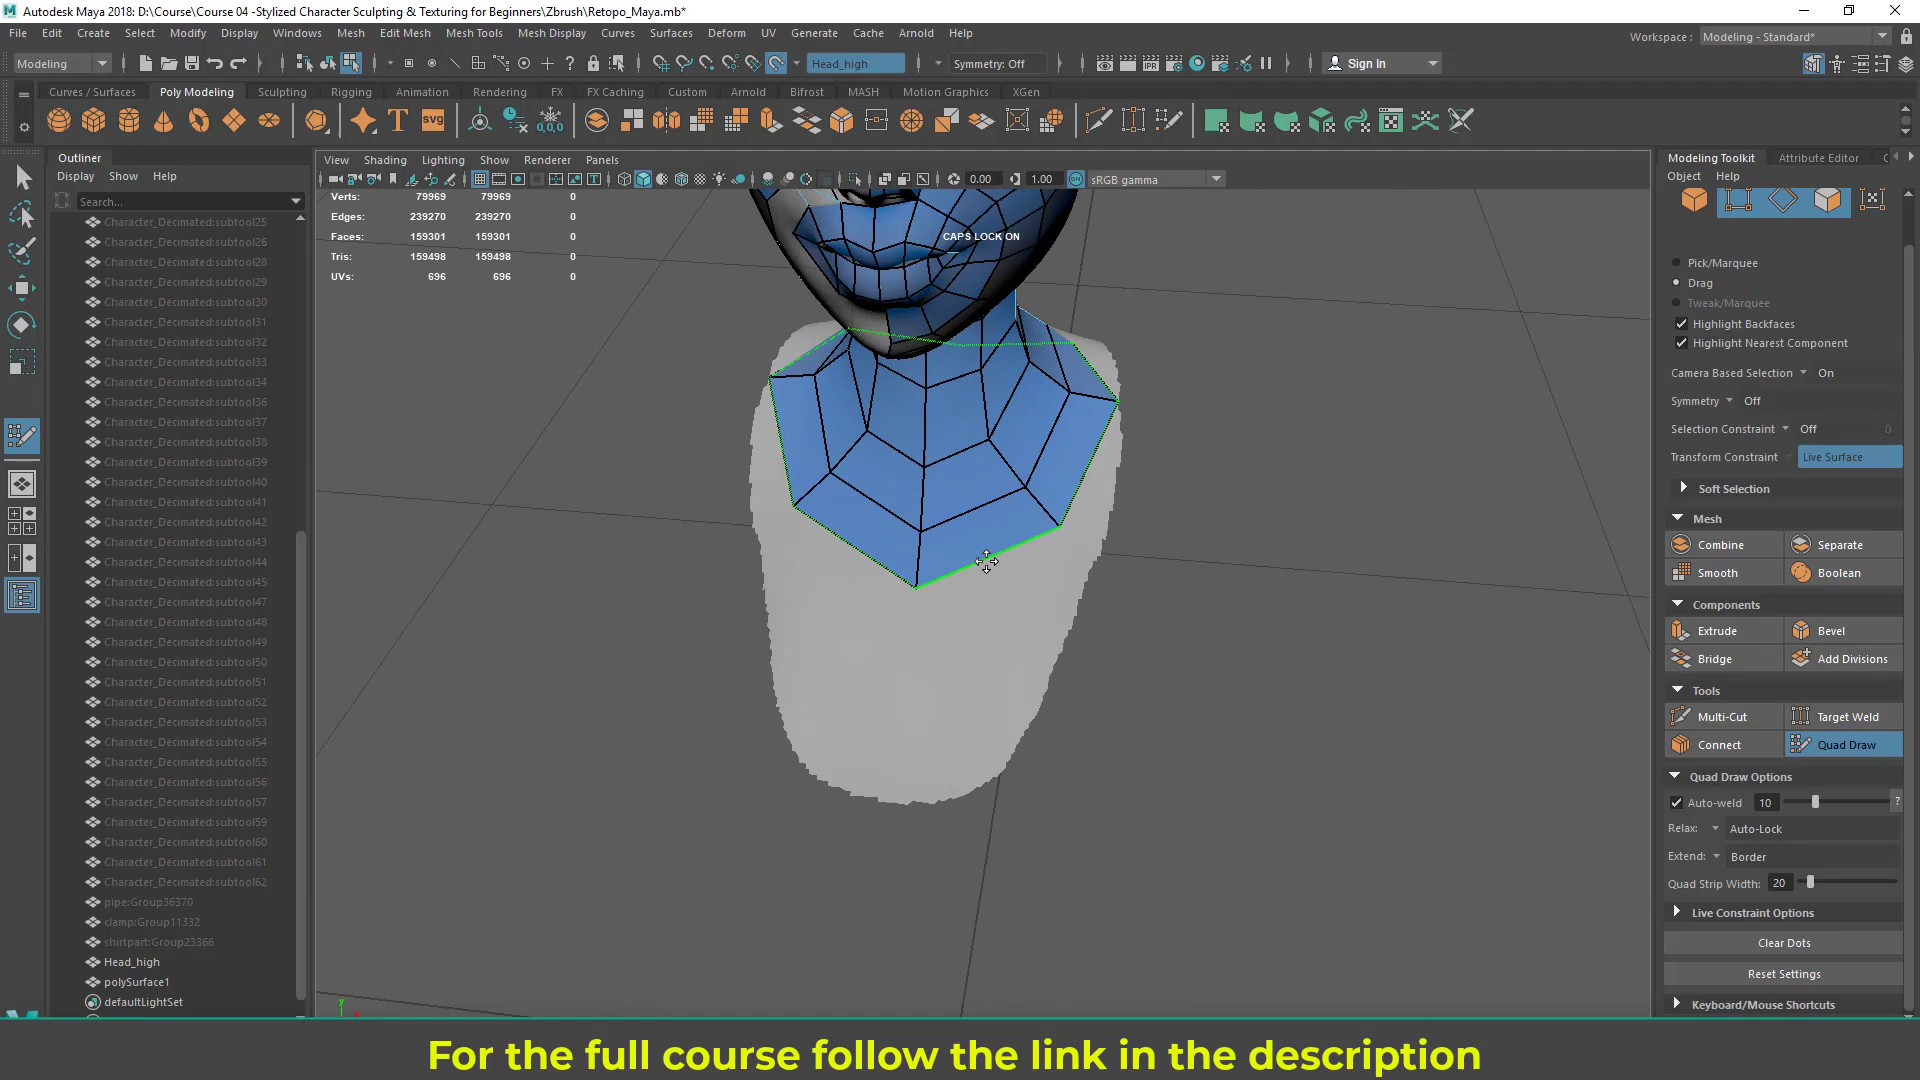 Autodesk Maya 2018: D:\Course\Course 04 -Stylized Character Sculpting & Texturing for Beginners\Zbrush\Retopo_Maya.mb*
File Edit Create Select Modify Display Windows Mesh Edit Mesh Mesh Tools Mesh Display Curves Surfaces Deform UV Generate Cache Arnold Help
Workspace : Modeling - Standard*
Modeling Head_high Symmetry: Off Sign In
Curves / Surfaces Poly Modeling Sculpting Rigging Animation Rendering FX FX Caching Custom Arnold Bifrost MASH Motion Graphics XGen
T svg 0,0,0
Outliner
Display Show Help
Search...
Character_Decimated:subtool25
Character_Decimated:subtool26
Character_Decimated:subtool28
Character_Decimated:subtool29
Character_Decimated:subtool30
Character_Decimated:subtool31
Character_Decimated:subtool32
Character_Decimated:subtool33
Character_Decimated:subtool34
Character_Decimated:subtool36
Character_Decimated:subtool37
Character_Decimated:subtool38
Character_Decimated:subtool39
Character_Decimated:subtool40
Character_Decimated:subtool41
Character_Decimated:subtool42
Character_Decimated:subtool43
Character_Decimated:subtool44
Character_Decimated:subtool45
Character_Decimated:subtool47
Character_Decimated:subtool48
Character_Decimated:subtool49
Character_Decimated:subtool50
Character_Decimated:subtool51
Character_Decimated:subtool52
Character_Decimated:subtool53
Character_Decimated:subtool54
Character_Decimated:subtool55
Character_Decimated:subtool56
Character_Decimated:subtool57
Character_Decimated:subtool59
Character_Decimated:subtool60
Character_Decimated:subtool61
Character_Decimated:subtool62
pipe:Group36370
clamp:Group11332
shirtpart:Group23366
Head_high
polySurface1
defaultLightSet
View Shading Lighting Show Renderer Panels
0.00 1.00 ON sRGB gamma
Verts: 79969 79969 0
Edges: 239270 239270 0
Faces: 159301 159301 0
Tris: 159498 159498 0
UVs: 696 696 0
CAPS LOCK ON
y
Modeling Toolkit Attribute Editor
Object Help
Pick/Marquee
Drag
Tweak/Marquee
Highlight Backfaces
Highlight Nearest Component
Camera Based Selection On
Symmetry Off
Selection Constraint Off 0
Transform Constraint Live Surface
Soft Selection
Mesh
Combine Separate
Smooth Boolean
Components
Extrude Bevel
Bridge Add Divisions
Tools
Multi-Cut Target Weld
Connect Quad Draw
Quad Draw Options
Auto-weld 10 ?
Relax: Auto-Lock
Extend: Border
Quad Strip Width: 20
Live Constraint Options
Clear Dots
Reset Settings
Keyboard/Mouse Shortcuts
For the full course follow the link in the description